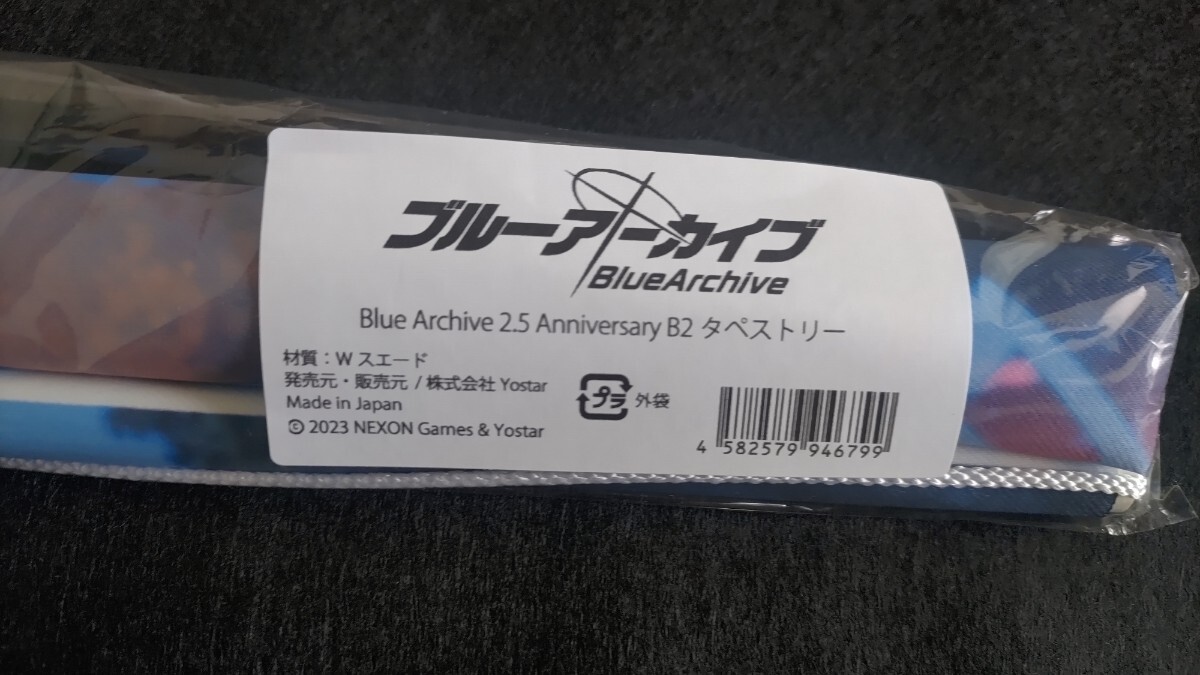 ブルーアーカイブ
BlueArchive
Blue Archive 2.5 Anniversary B2 タペストリー
材質：W スエード
発売元・販売元 / 株式会社 Yostar
Made in Japan
© 2023 NEXON Games & Yostar
プラ 外袋
4 582579 946799